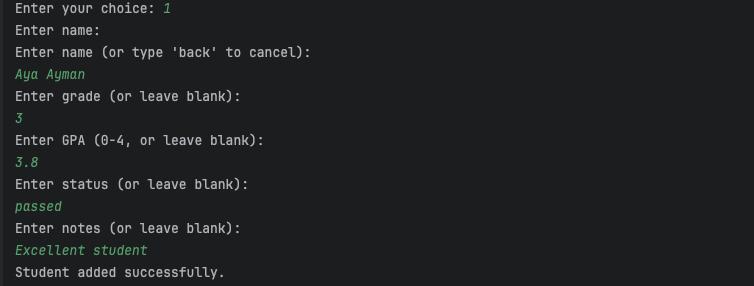 Enter your choice: 1
Enter name:
Enter name (or type 'back' to cancel):
Aya Ayman
Enter grade (or leave blank):
3
Enter GPA (0-4, or leave blank):
3.8
Enter status (or leave blank):
passed
Enter notes (or leave blank):
Excellent student
Student added successfully.